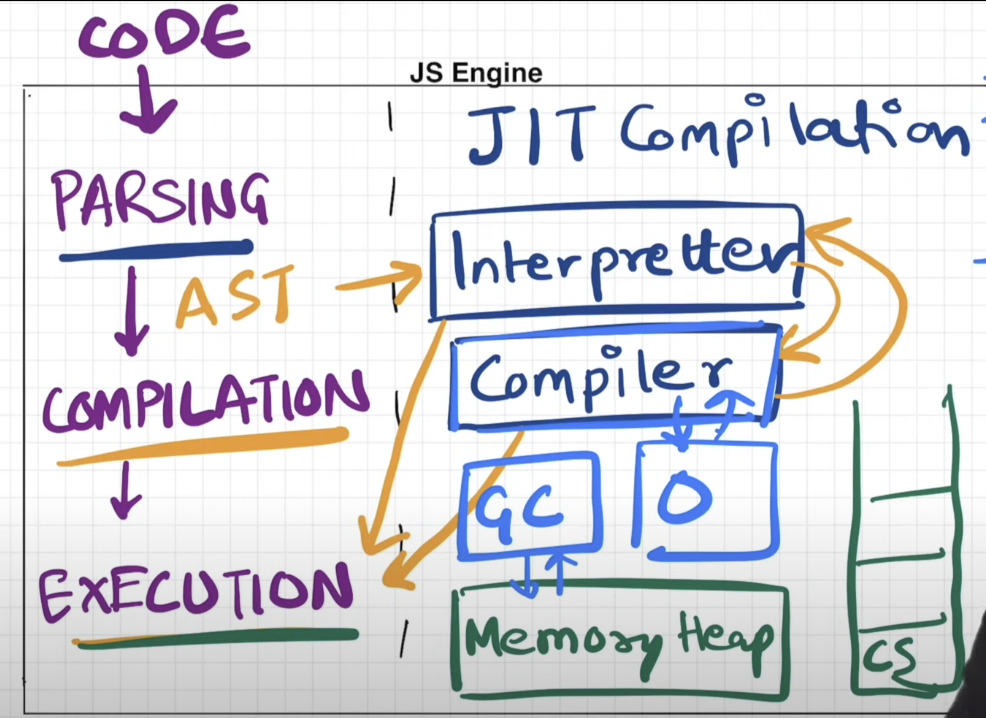 CODE
JS Engine
JIT Compilation
PARSING
AST
Interpretter
COMPILATION
Compiler
GC
O
EXECUTION
Memory Heap
CS